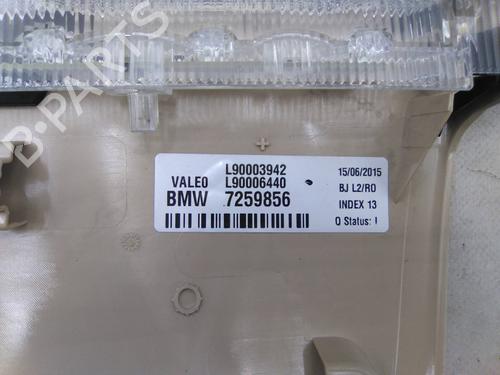 B-PARTS
L90003942
VALEO L90006440
BMW 7259856
15/06/2015
BJ L2/RO
INDEX 13
Q Status: I